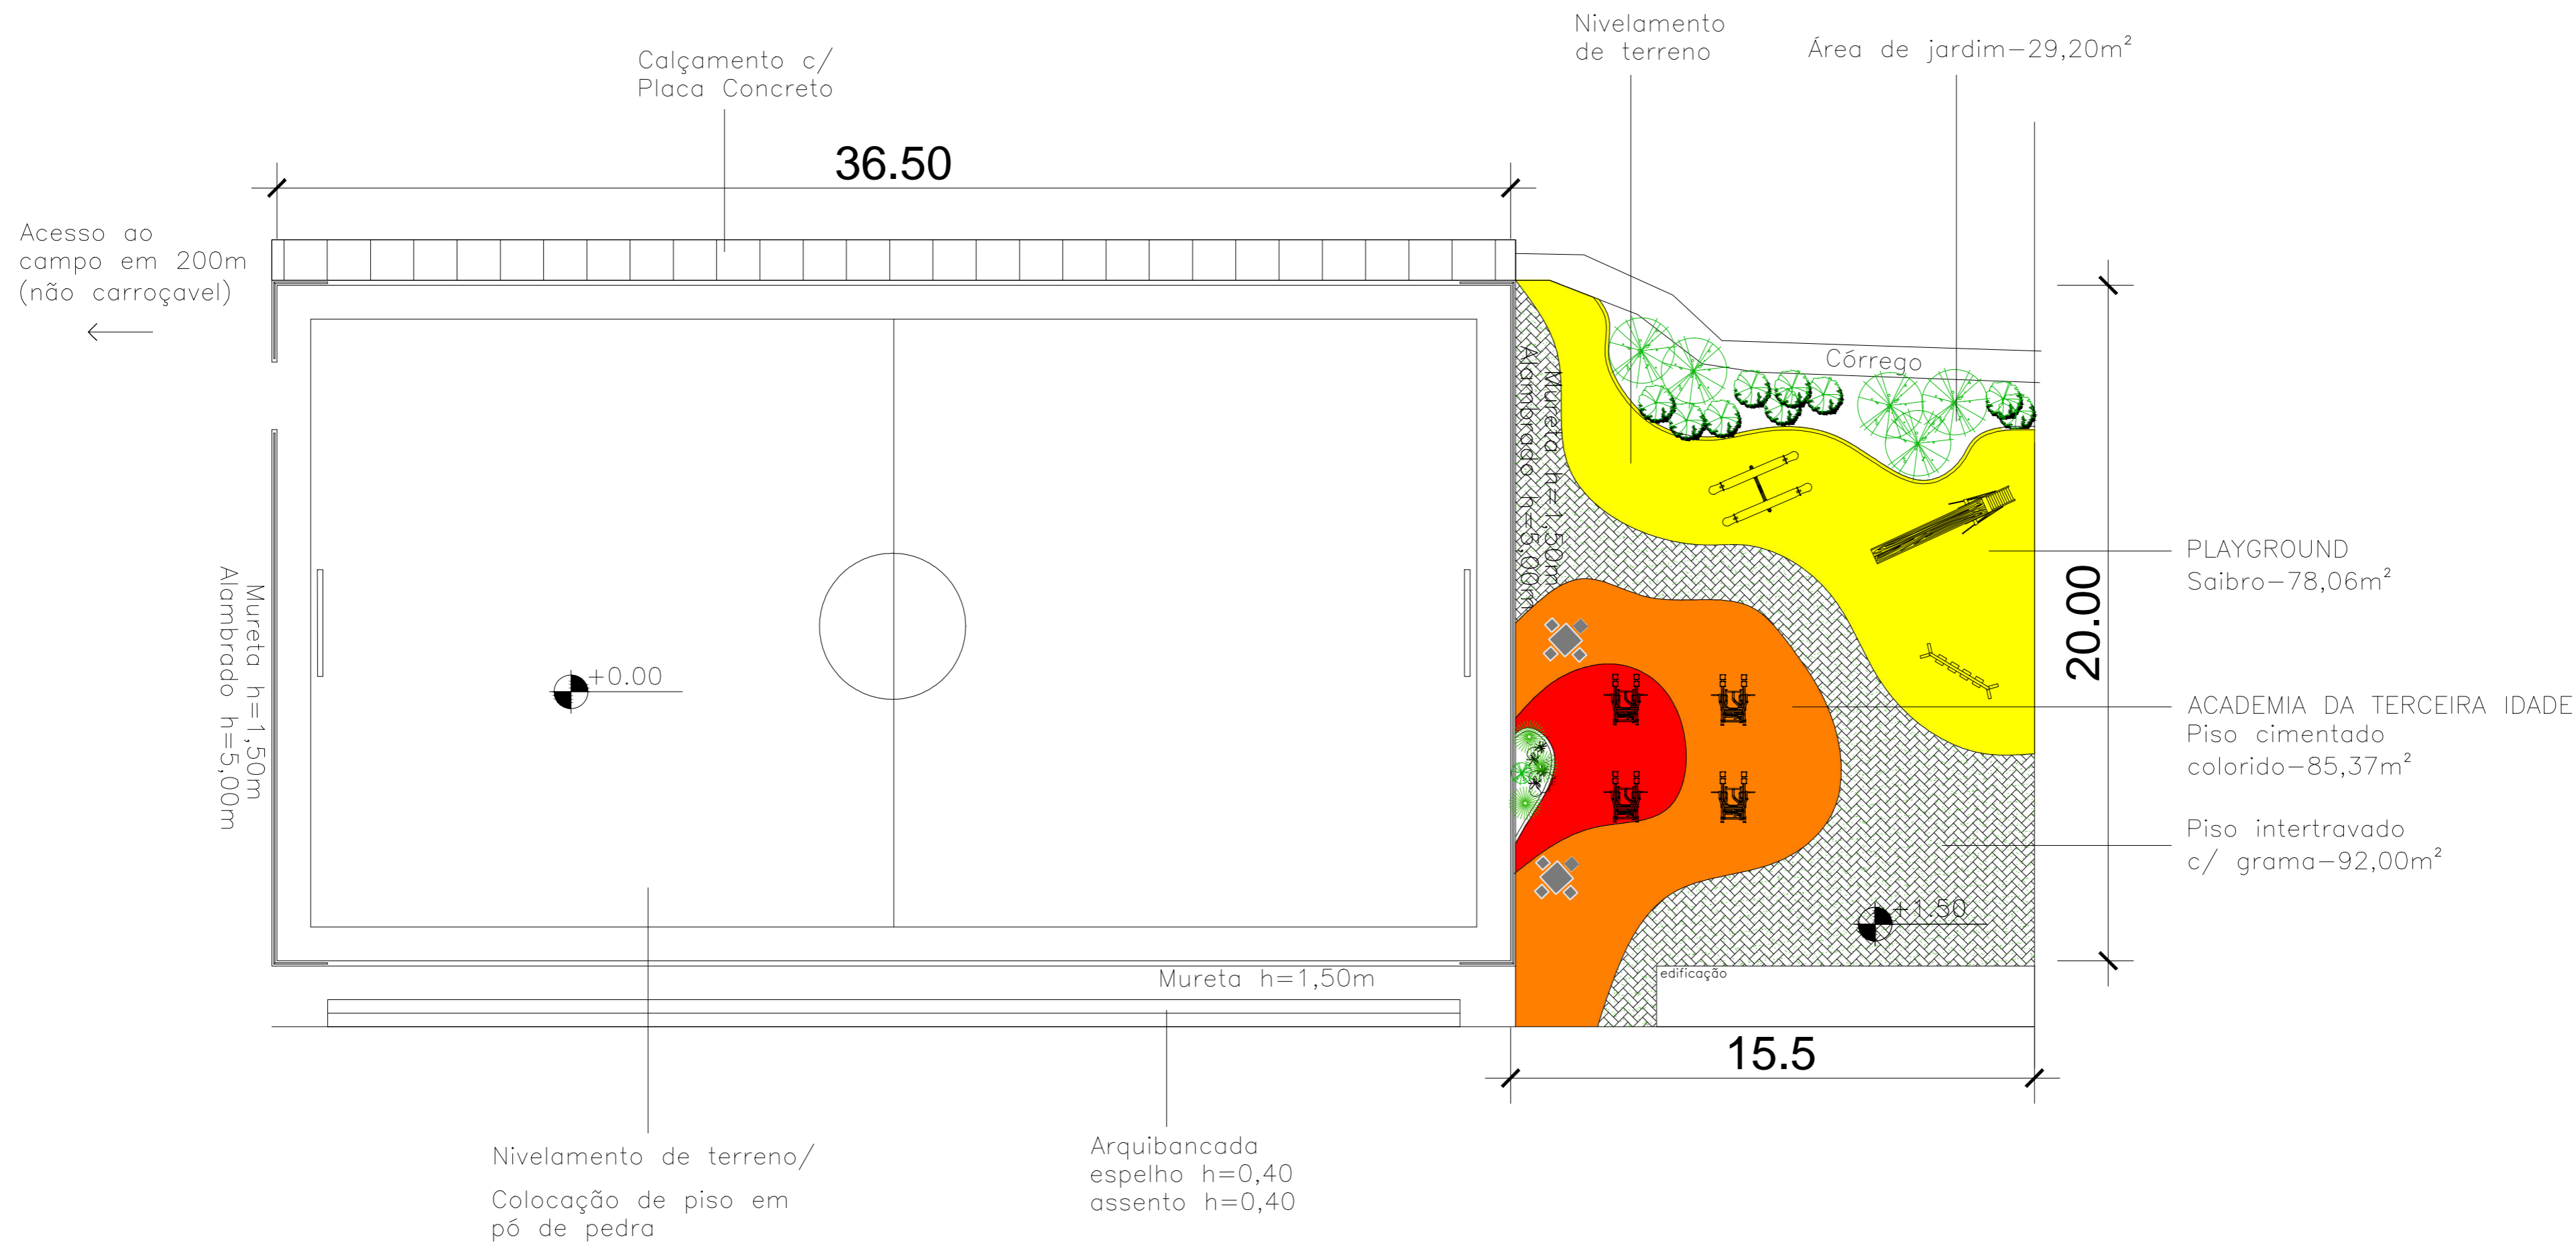 Nivelamento
de terreno
Área de jardim-29,20m²
Calçamento c/
Placa Concreto
36.50
Acesso ao
campo em 200m
(não carroçavel)
Córrego
Mureta h=1,50m
Alambrado h=5,00m
Mureta h=1,50m
Alambrado h=5,00m
+0.00
20.00
PLAYGROUND
Saibro-78,06m²
ACADEMIA DA TERCEIRA IDADE
Piso cimentado
colorido-85,37m²
Piso intertravado
c/ grama-92,00m²
+1.50
edificação
Mureta h=1,50m
15.5
Nivelamento de terreno/
Colocação de piso em
pó de pedra
Arquibancada
espelho h=0,40
assento h=0,40